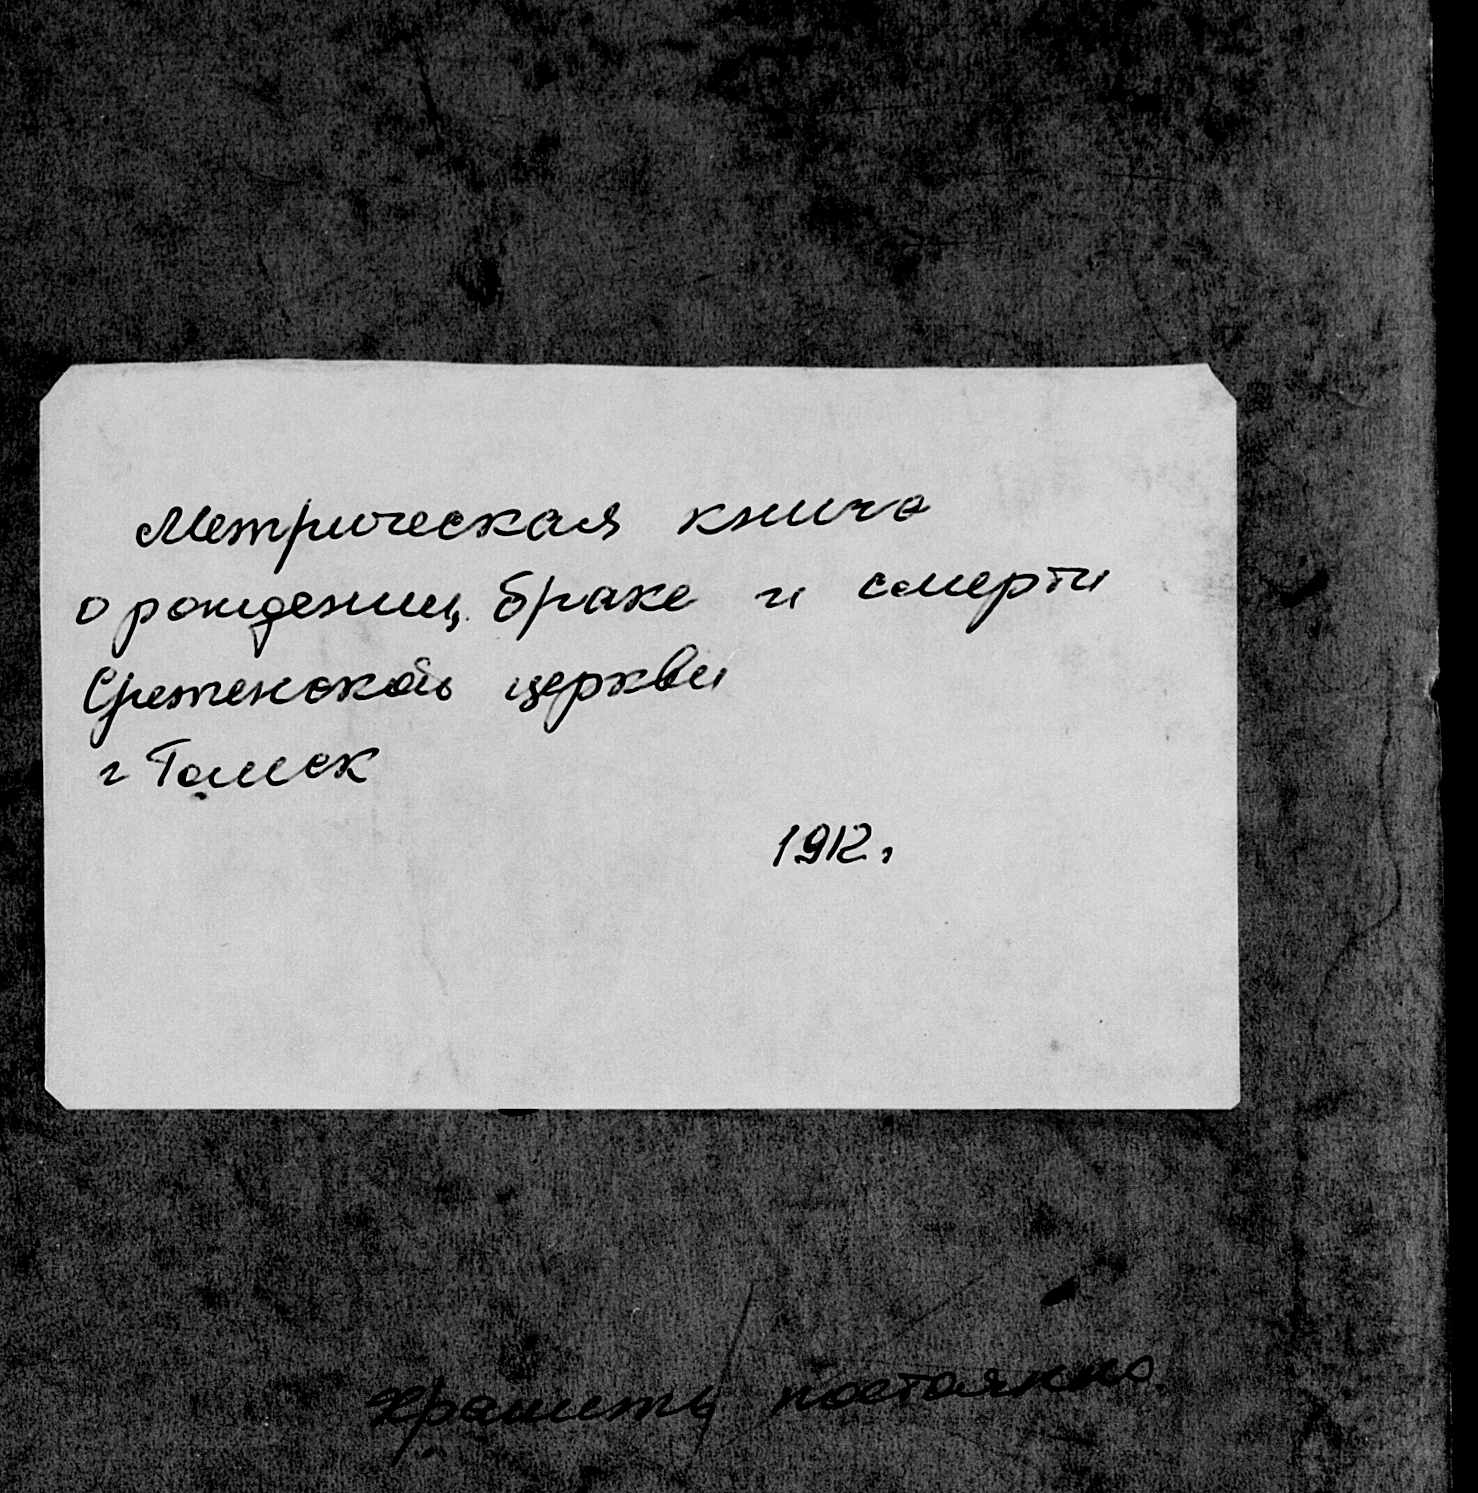 Метрическая книга
о рождении, браке и смерти
Сретенской церкви
г Томск
1912.
Хранить постоянно